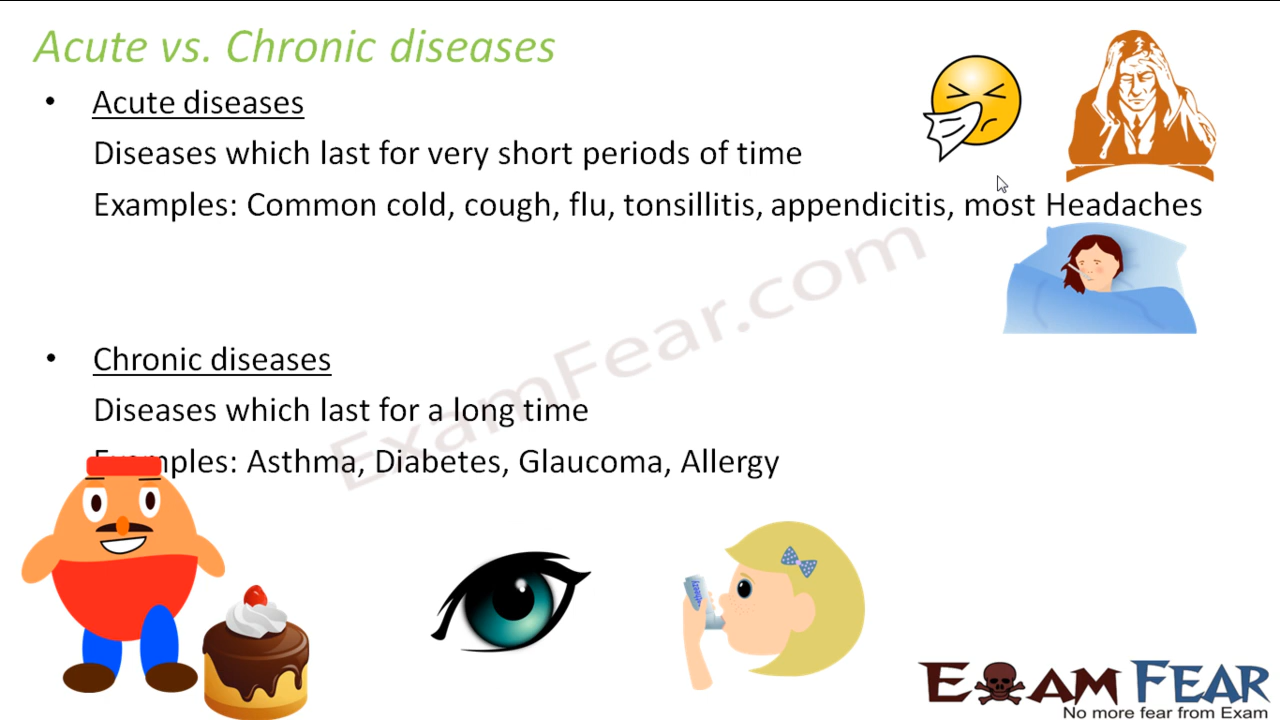 Acute vs. Chronic diseases
• Acute diseases
Diseases which last for very short periods of time
Examples: Common cold, cough, flu, tonsillitis, appendicitis, most Headaches
• Chronic diseases
Diseases which last for a long time
Examples: Asthma, Diabetes, Glaucoma, Allergy
ExamFear.com
EXAM FEAR
No more fear from Exam